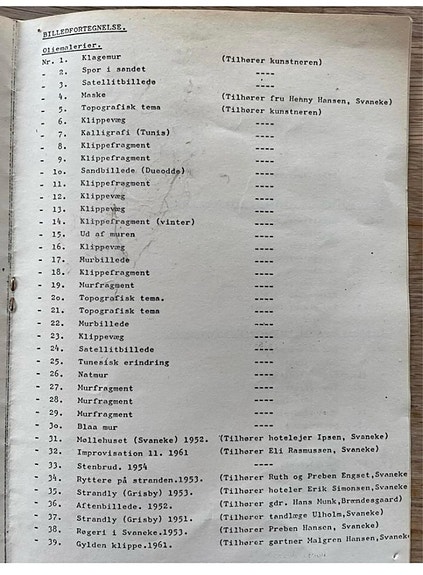 BILLEDFORTEGNELSE.
Oliemalerier.
Nr. 1. Klagemur (Tilhører kunstneren)
- 2. Spor i sandet ----
- 3. Satellitbillede ----
- 4. Maske (Tilhører fru Henny Hansen, Svaneke)
- 5. Topografisk tema (Tilhører kunstneren)
- 6. Klippevæg ----
- 7. Kalligrafi (Tunis) ----
- 8. Klippefragment ----
- 9. Klippefragment ----
- 1o. Sandbillede (Dueodde) ----
- 11. Klippefragment ----
- 12. Klippevæg ----
- 13. Klippevæg ----
- 14. Klippefragment (vinter) ----
- 15. Ud af muren ----
- 16. Klippevæg ----
- 17. Murbillede ----
- 18. Klippefragment ----
- 19. Murfragment ----
- 2o. Topografisk tema. ----
- 21. Topografisk tema ----
- 22. Murbillede ----
- 23. Klippevæg ----
- 24. Satellitbillede ----
- 25. Tunesisk erindring ----
- 26. Natmur ----
- 27. Murfragment ----
- 28. Murfragment ----
- 29. Murfragment ----
- 3o. Blaa mur ----
- 31. Møllehuset (Svaneke) 1952. (Tilhører hotelejer Ipsen, Svaneke)
- 32. Improvisation 11. 1961 (Tilhører Eli Rasmussen, Svaneke)
- 33. Stenbrud. 1954 ----
- 34. Ryttere på stranden.1953. (Tilhører Ruth og Preben Engset,Svaneke
- 35. Strandly (Grisby) 1953. (Tilhører hoteler Erik Simonsen,Svaneke
- 36. Aftenbillede. 1952. (Tilhører gdr. Hans Munk,Brændesgaard)
- 37. Strandly (Grisby) 1951. (Tilhører tandlæge Ulholm,Svaneke)
- 38. Røgeri i Svaneke.1953. (Tilhører Preben Hansen, Svaneke)
- 39. Gylden klippe.1961. (Tilhører gartner Malgren Hansen,Svanek